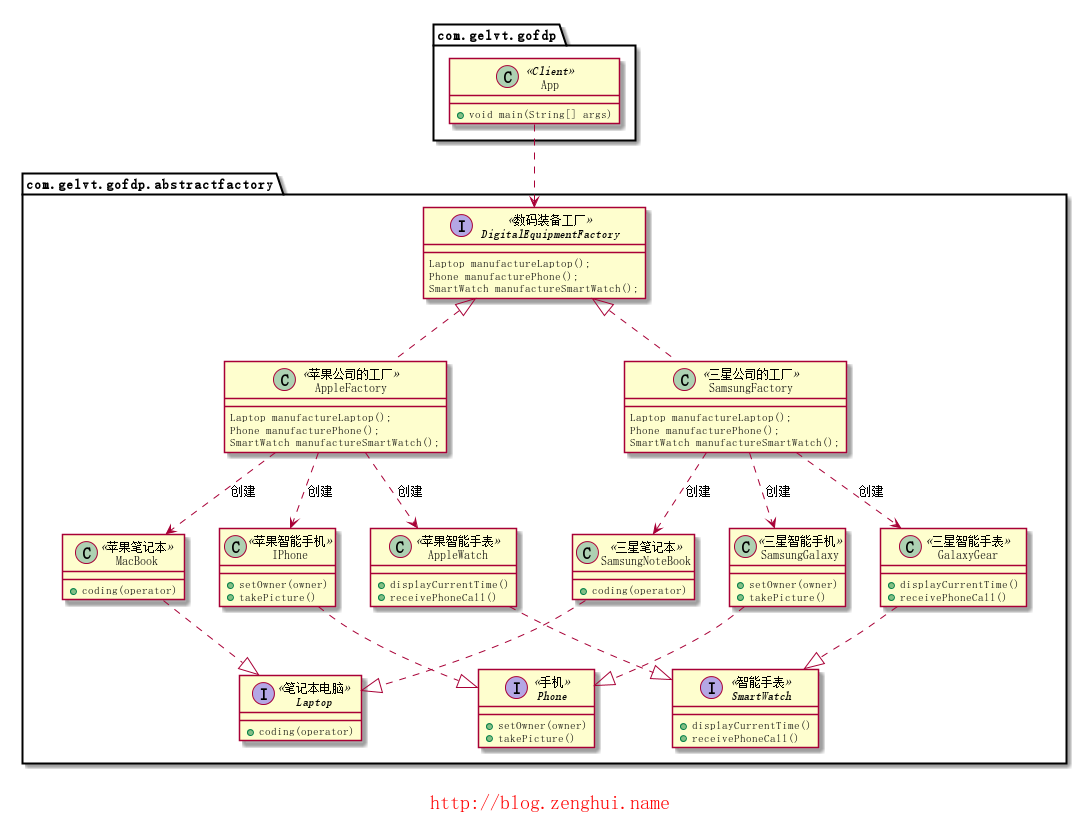 com.gelvt.gofdp
C «Client»
App
void main(String[] args)
com.gelvt.gofdp.abstractfactory
I «数码装备工厂»
DigitalEquipmentFactory
Laptop manufactureLaptop();
Phone manufacturePhone();
SmartWatch manufactureSmartWatch();
C «苹果公司的工厂»
AppleFactory
Laptop manufactureLaptop();
Phone manufacturePhone();
SmartWatch manufactureSmartWatch();
C «三星公司的工厂»
SamsungFactory
Laptop manufactureLaptop();
Phone manufacturePhone();
SmartWatch manufactureSmartWatch();
创建
创建
创建
创建
创建
创建
C «苹果笔记本»
MacBook
coding(operator)
C «苹果智能手机»
IPhone
setOwner(owner)
takePicture()
C «苹果智能手表»
AppleWatch
displayCurrentTime()
receivePhoneCall()
C «三星笔记本»
SamsungNoteBook
coding(operator)
C «三星智能手机»
SamsungGalaxy
setOwner(owner)
takePicture()
C «三星智能手表»
GalaxyGear
displayCurrentTime()
receivePhoneCall()
I «笔记本电脑»
Laptop
coding(operator)
I «手机»
Phone
setOwner(owner)
takePicture()
I «智能手表»
SmartWatch
displayCurrentTime()
receivePhoneCall()
http://blog.zenghui.name